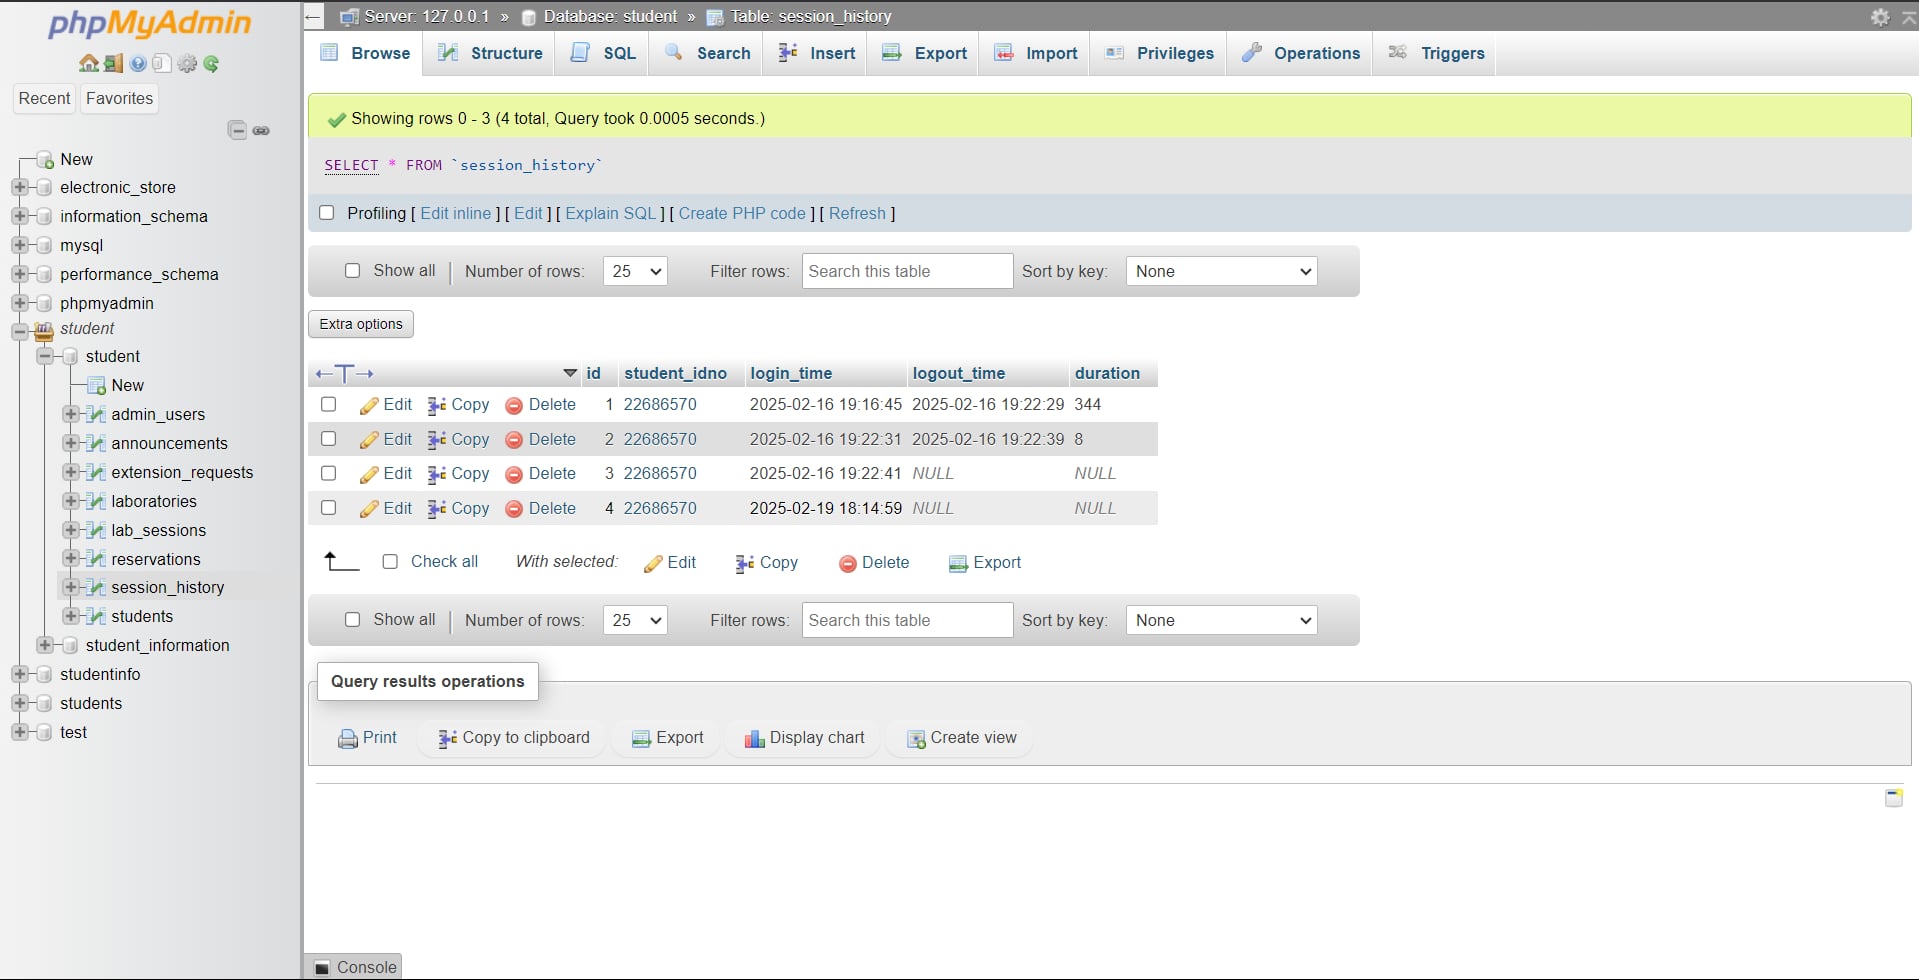 phpMyAdmin
Recent Favorites
New
electronic_store
information_schema
mysql
performance_schema
phpmyadmin
student
student
New
admin_users
announcements
extension_requests
laboratories
lab_sessions
reservations
session_history
students
student_information
studentinfo
students
test
Server: 127.0.0.1 » Database: student » Table: session_history
Browse Structure SQL Search Insert Export Import Privileges Operations Triggers
Showing rows 0 - 3 (4 total, Query took 0.0005 seconds.)
SELECT * FROM `session_history`
Profiling [ Edit inline ] [ Edit ] [ Explain SQL ] [ Create PHP code ] [ Refresh ]
Show all Number of rows: 25 Filter rows: Search this table Sort by key: None
Extra options
id student_idno login_time logout_time duration
Edit Copy Delete 1 22686570 2025-02-16 19:16:45 2025-02-16 19:22:29 344
Edit Copy Delete 2 22686570 2025-02-16 19:22:31 2025-02-16 19:22:39 8
Edit Copy Delete 3 22686570 2025-02-16 19:22:41 NULL NULL
Edit Copy Delete 4 22686570 2025-02-19 18:14:59 NULL NULL
Check all With selected: Edit Copy Delete Export
Show all Number of rows: 25 Filter rows: Search this table Sort by key: None
Query results operations
Print Copy to clipboard Export Display chart Create view
Console